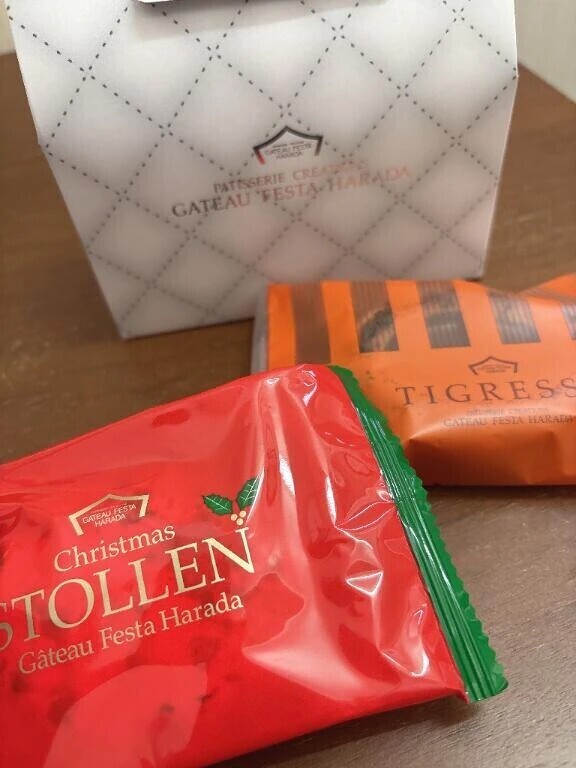 GATEAU FESTA
HARADA
PATISSERIE
GATEAU FESTA HARADA
TIGRESS
GATEAU FESTA HARADA
GATEAU FESTA
HARADA
Christmas
STOLLEN
Gâteau Festa Harada